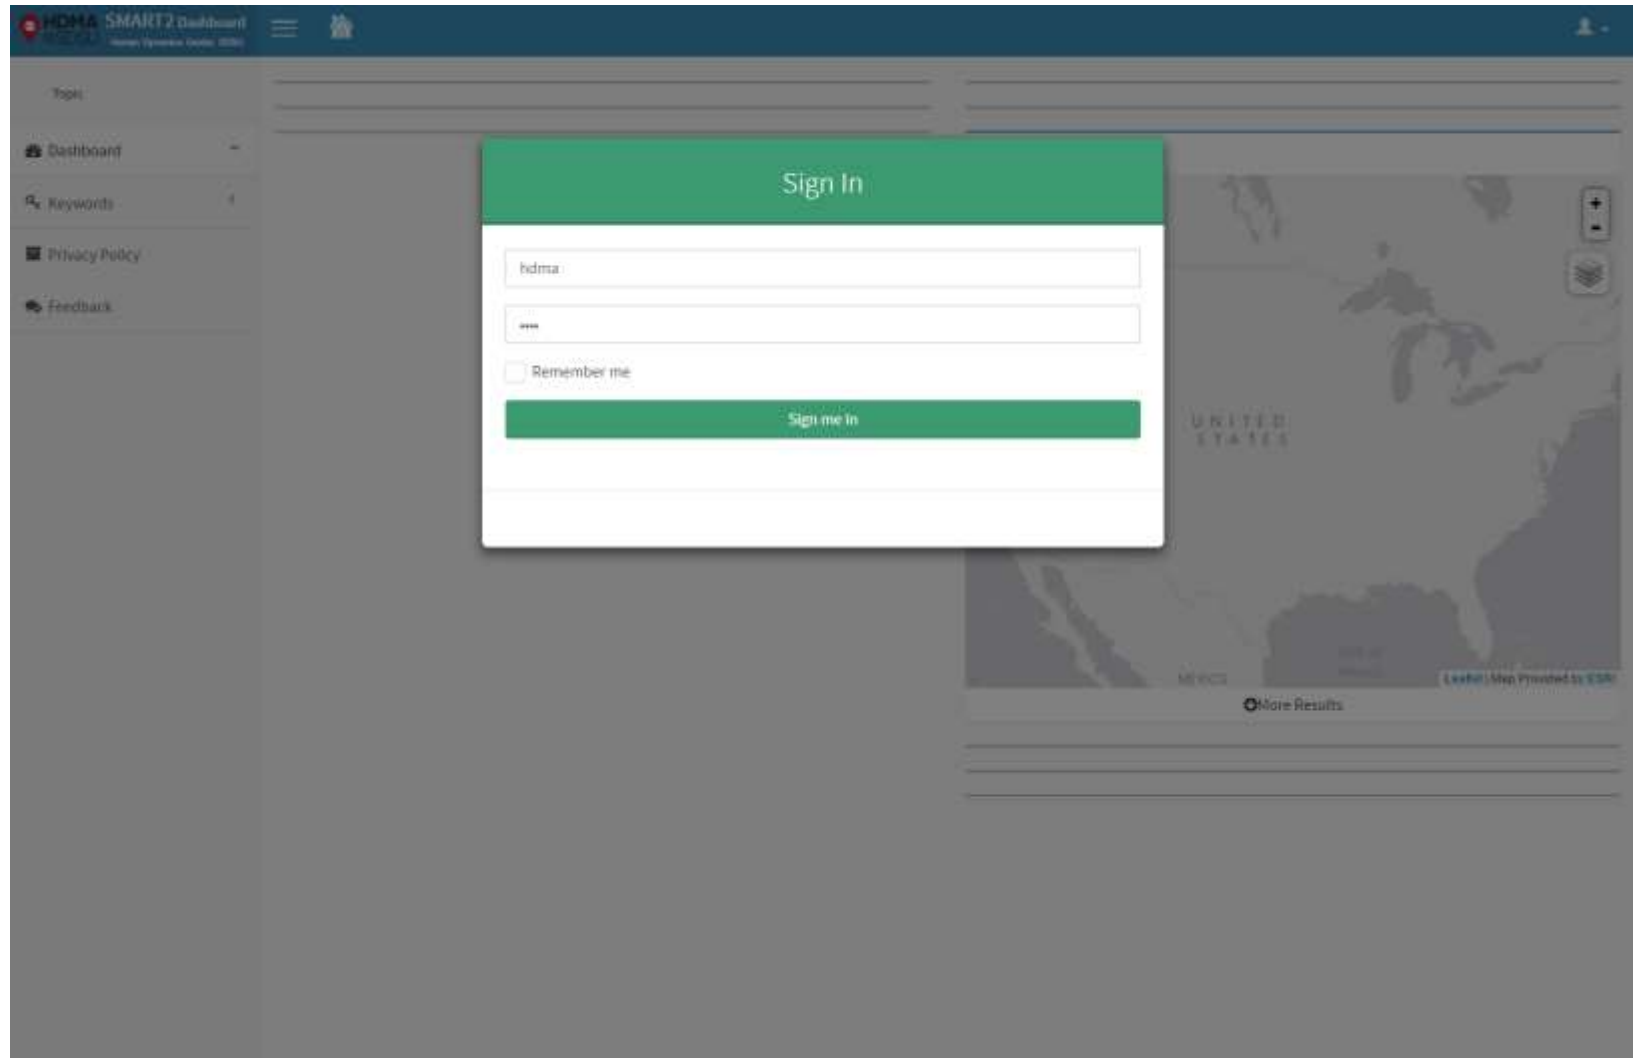 HDMA
SMART2 Dashboard
Topic
Dashboard
Keywords
Privacy Policy
Feedback
Sign In
hdma
••••
Remember me
Sign me In
+
-
UNITED
STATES
MEXICO
Leaflet | Map Provided by ESRI
More Results